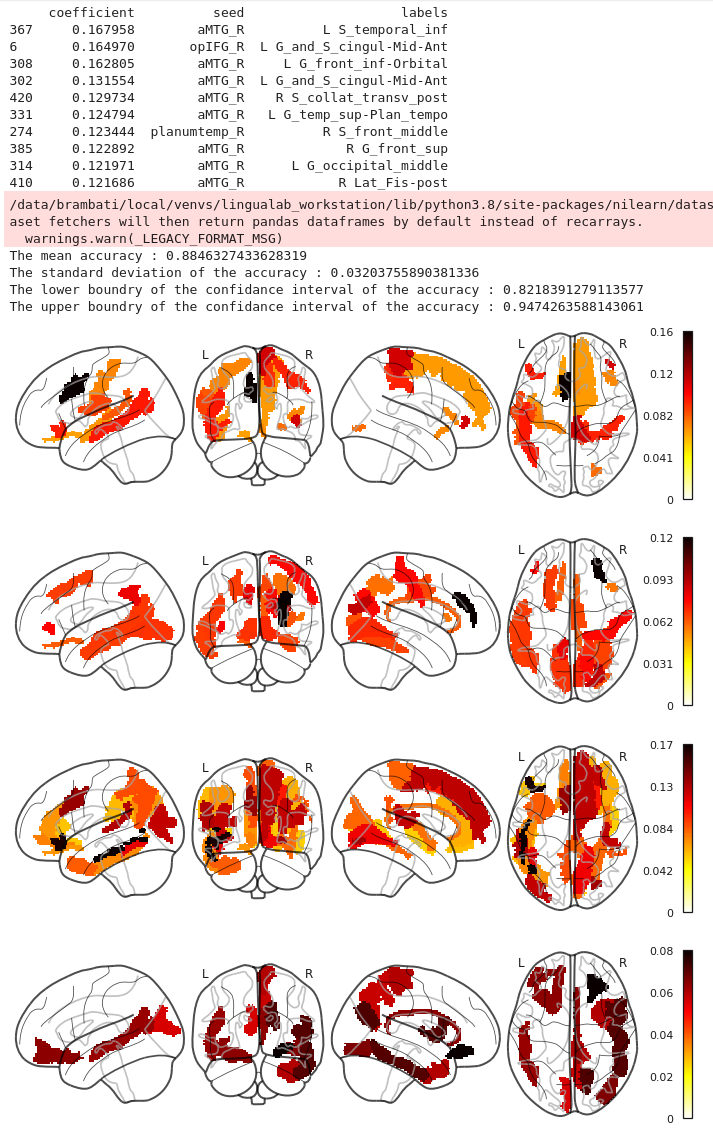 coefficient seed labels
367 0.167958 aMTG_R L S_temporal_inf
6 0.164970 opIFG_R L G_and_S_cingul-Mid-Ant
308 0.162805 aMTG_R L G_front_inf-Orbital
302 0.131554 aMTG_R L G_and_S_cingul-Mid-Ant
420 0.129734 aMTG_R R S_collat_transv_post
331 0.124794 aMTG_R L G_temp_sup-Plan_tempo
274 0.123444 planumtemp_R R S_front_middle
385 0.122892 aMTG_R R G_front_sup
314 0.121971 aMTG_R L G_occipital_middle
410 0.121686 aMTG_R R Lat_Fis-post
/data/brambati/local/venvs/lingualab_workstation/lib/python3.8/site-packages/nilearn/datas
aset fetchers will then return pandas dataframes by default instead of recarrays.
warnings.warn(_LEGACY_FORMAT_MSG)
The mean accuracy : 0.8846327433628319
The standard deviation of the accuracy : 0.03203755890381336
The lower boundry of the confidance interval of the accuracy : 0.8218391279113577
The upper boundry of the confidance interval of the accuracy : 0.9474263588143061
L R L R 0.16
0.12
0.082
0.041
0
L R L R 0.12
0.093
0.062
0.031
0
L R L R 0.17
0.13
0.084
0.042
0
L R L R 0.08
0.06
0.04
0.02
0